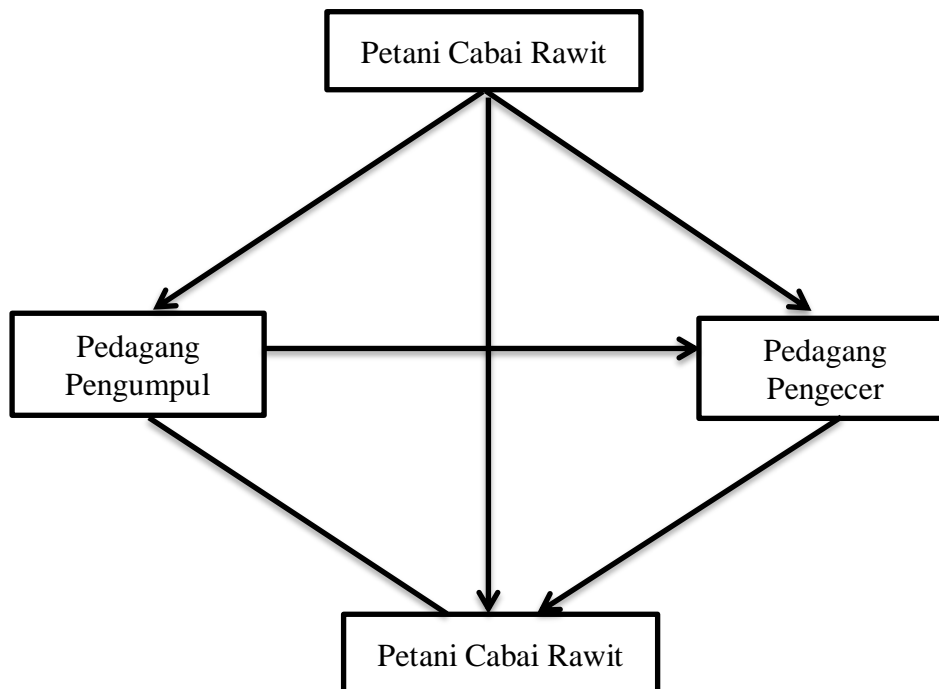 Petani Cabai Rawit
Pedagang
Pengumpul
Pedagang
Pengecer
Petani Cabai Rawit